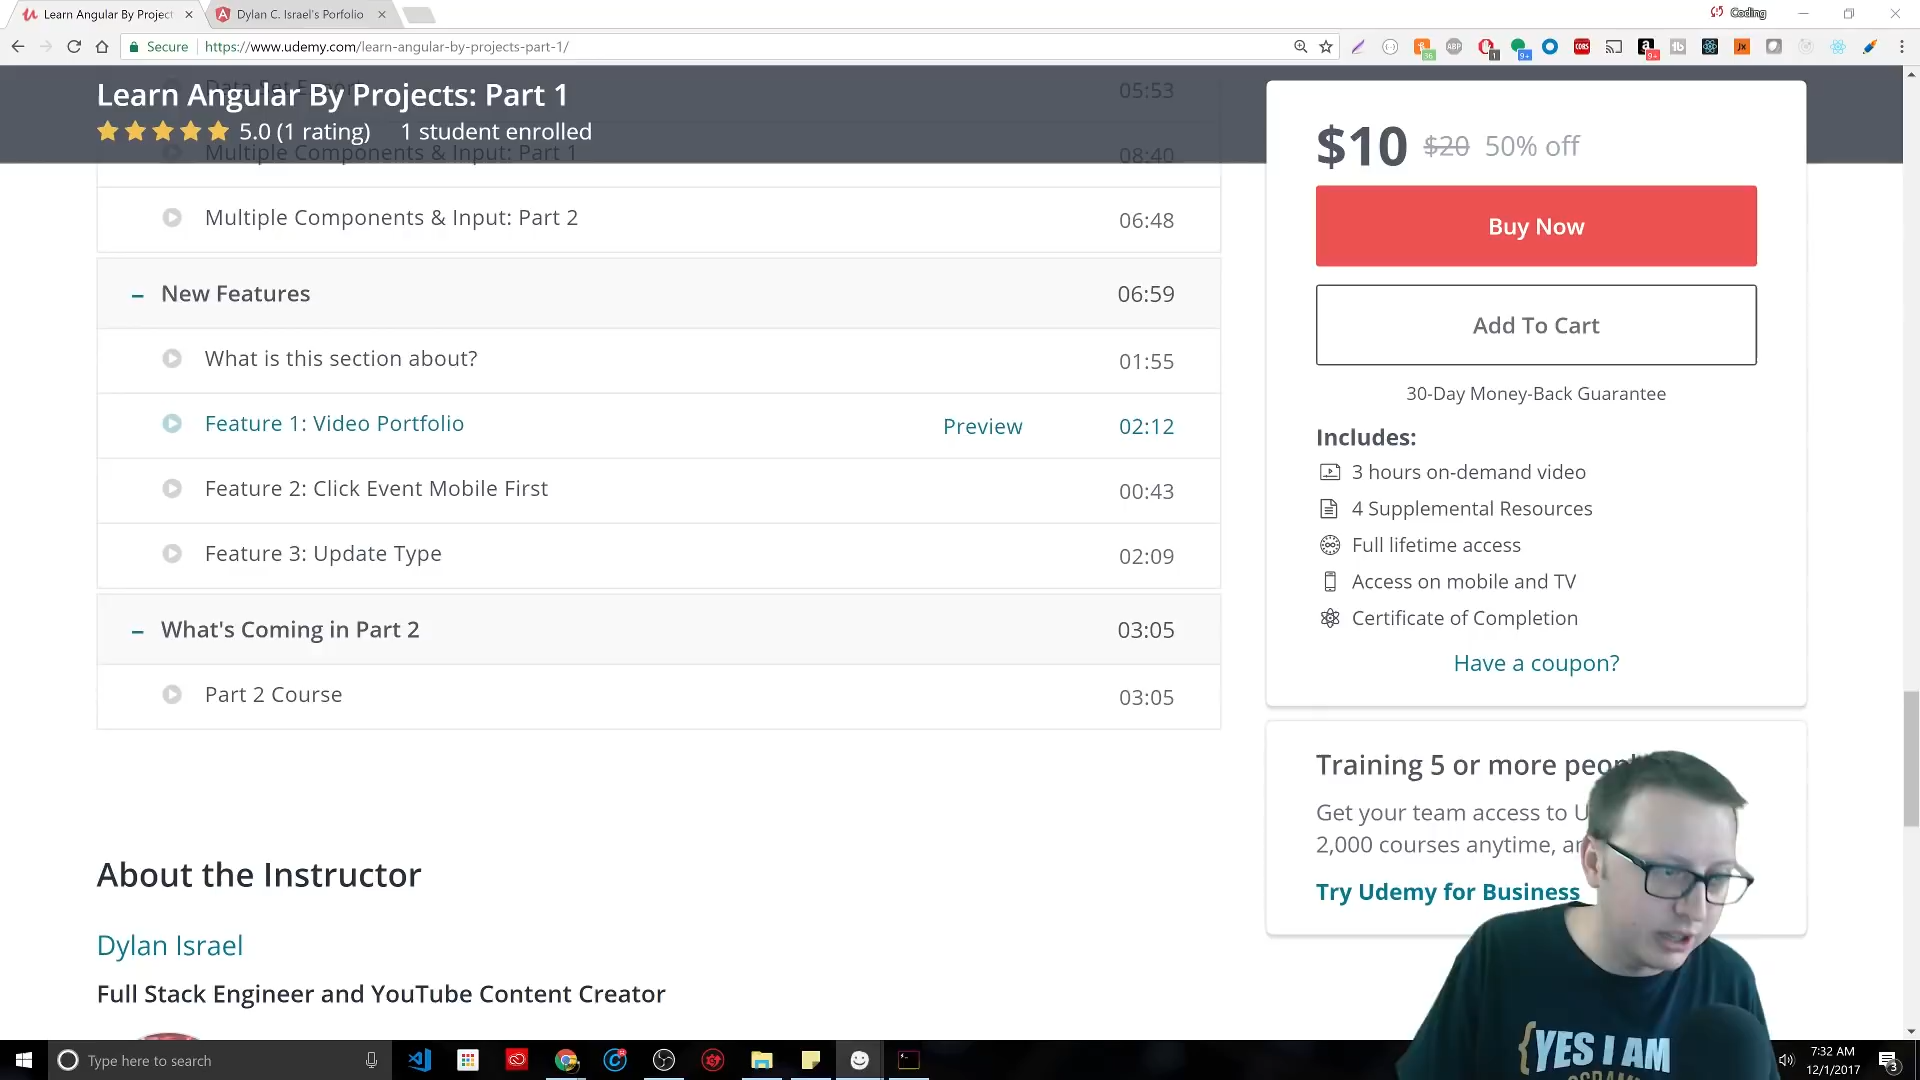 Learn Angular By Project
Dylan C. Israel's Porfolio
Coding
Secure
https://www.udemy.com/learn-angular-by-projects-part-1/
Learn Angular By Projects: Part 1
5.0 (1 rating) 1 student enrolled
05:53
Multiple Components & Input: Part 1 08:40
Multiple Components & Input: Part 2 06:48
New Features 06:59
What is this section about? 01:55
Feature 1: Video Portfolio Preview 02:12
Feature 2: Click Event Mobile First 00:43
Feature 3: Update Type 02:09
What's Coming in Part 2 03:05
Part 2 Course 03:05
About the Instructor
Dylan Israel
Full Stack Engineer and YouTube Content Creator
$10 $20 50% off
Buy Now
Add To Cart
30-Day Money-Back Guarantee
Includes:
3 hours on-demand video
4 Supplemental Resources
Full lifetime access
Access on mobile and TV
Certificate of Completion
Have a coupon?
Training 5 or more
Get your team access to
2,000 courses anytime,
Try Udemy for Business
{YES I AM
Type here to search
7:32 AM
12/1/2017